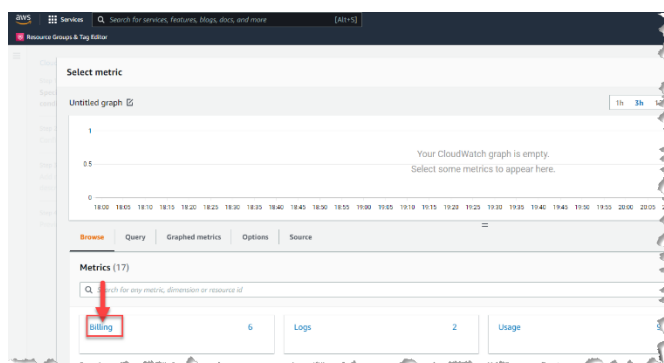 aws Services Search for services, features, blogs, docs, and more [Alt+S]
Resource Groups & Tag Editor
Select metric
Untitled graph 1h 3h
1
Your CloudWatch graph is empty.
0.5
Select some metrics to appear here.
0
18:00 18:05 18:10 18:15 18:20 18:25 18:30 18:35 18:40 18:45 18:50 18:55 19:00 19:05 19:10 19:15 19:20 19:25 19:30 19:35 19:40 19:45 19:50 19:55 20:00 20:05
Browse Query Graphed metrics Options Source
Metrics (17)
Search for any metric, dimension or resource id
Billing 6 Logs 2 Usage